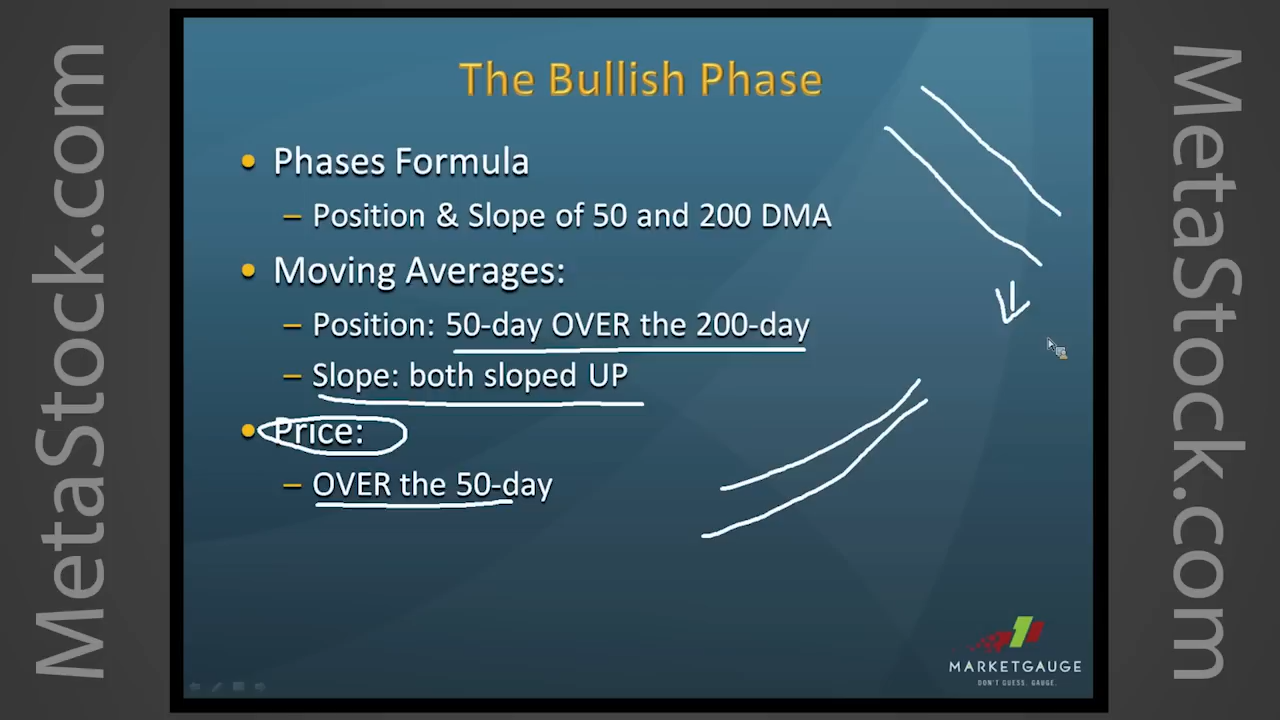 MetaStock.com
The Bullish Phase
• Phases Formula
– Position & Slope of 50 and 200 DMA
• Moving Averages:
– Position: 50-day OVER the 200-day
– Slope: both sloped UP
• Price:
– OVER the 50-day
MARKETGAUGE
DON'T GUESS. GAUGE.
MetaStock.com